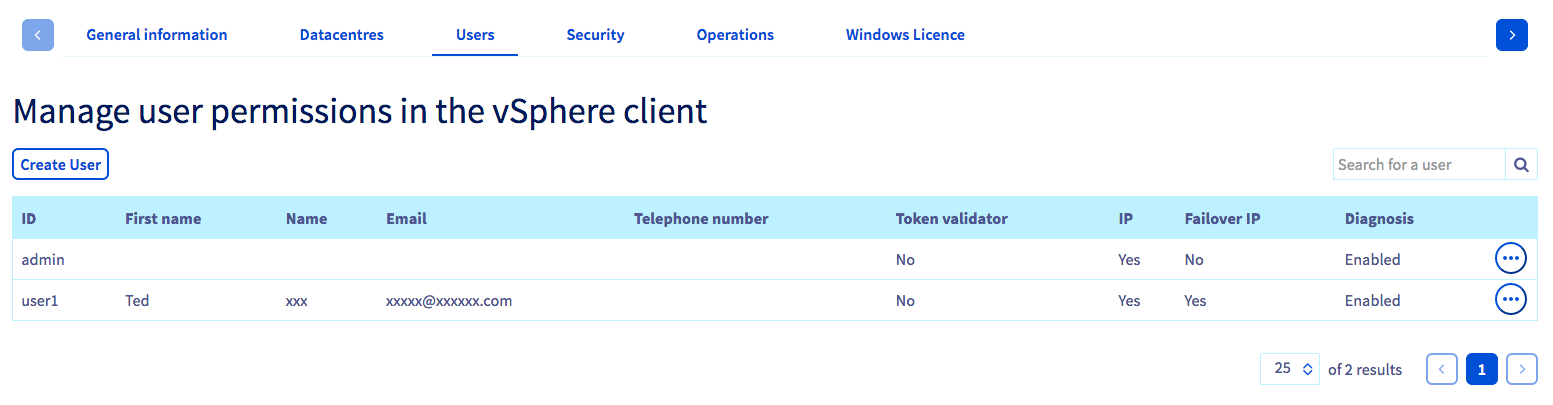 General information Datacentres Users Security Operations Windows Licence
Manage user permissions in the vSphere client
Create User Search for a user
ID First name Name Email Telephone number Token validator IP Failover IP Diagnosis
admin No Yes No Enabled
user1 Ted xxx xxxxx@xxxxxx.com No Yes Yes Enabled
25 of 2 results 1